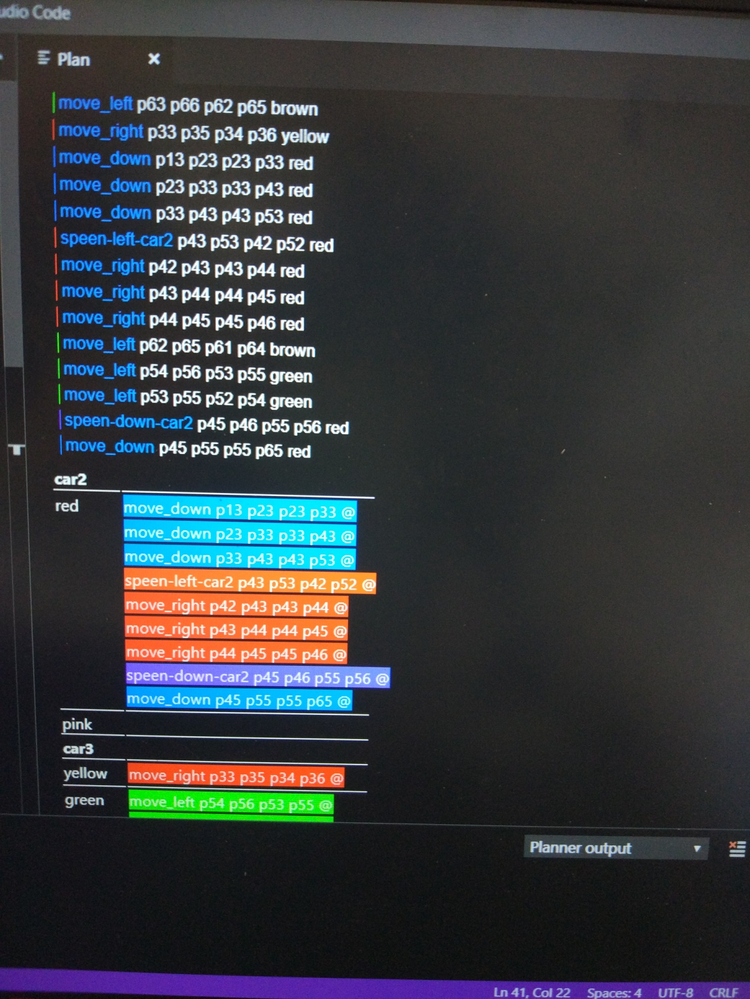 udio Code
Plan
move_left p63 p66 p62 p65 brown
move_right p33 p35 p34 p36 yellow
move_down p13 p23 p23 p33 red
move_down p23 p33 p33 p43 red
move_down p33 p43 p43 p53 red
speen-left-car2 p43 p53 p42 p52 red
move_right p42 p43 p43 p44 red
move_right p43 p44 p44 p45 red
move_right p44 p45 p45 p46 red
move_left p62 p65 p61 p64 brown
move_left p54 p56 p53 p55 green
move_left p53 p55 p52 p54 green
speen-down-car2 p45 p46 p55 p56 red
move_down p45 p55 p55 p65 red
car2
red move_down p13 p23 p23 p33 @
move_down p23 p33 p33 p43 @
move_down p33 p43 p43 p53 @
speen-left-car2 p43 p53 p42 p52 @
move_right p42 p43 p43 p44 @
move_right p43 p44 p44 p45 @
move_right p44 p45 p45 p46 @
speen-down-car2 p45 p46 p55 p56 @
move_down p45 p55 p55 p65 @
pink
car3
yellow move_right p33 p35 p34 p36 @
green move_left p54 p56 p53 p55 @
Planner output
Ln 41, Col 22 Spaces: 4 UTF-8 CRLF